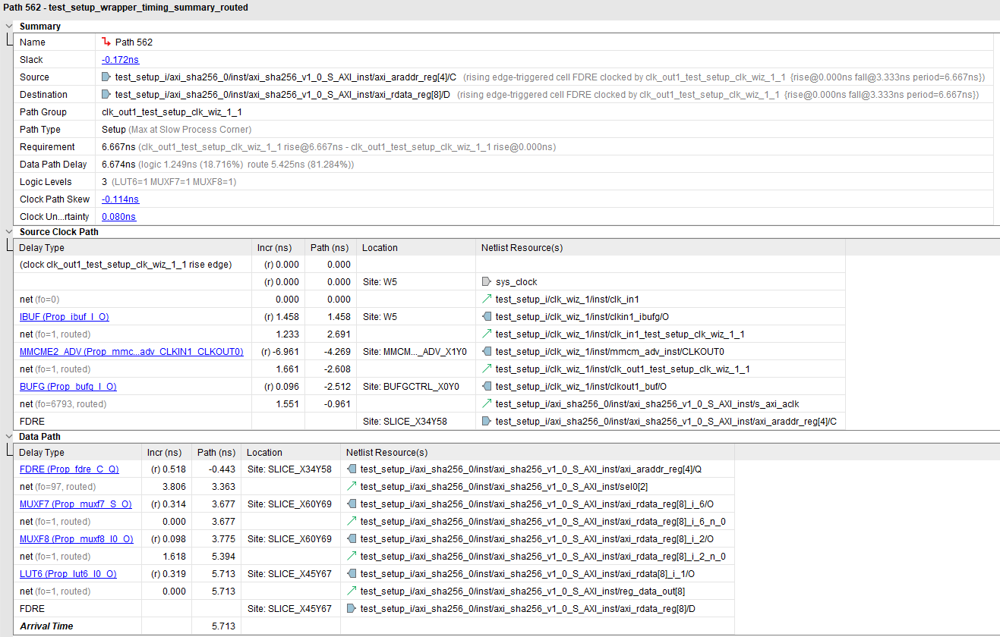 Path 562 - test_setup_wrapper_timing_summary_routed
Summary
Name Path 562
Slack -0.172ns
Source test_setup_i/axi_sha256_0/inst/axi_sha256_v1_0_S_AXI_inst/axi_araddr_reg[4]/C (rising edge-triggered cell FDRE clocked by clk_out1_test_setup_clk_wiz_1_1 {rise@0.000ns fall@3.333ns period=6.667ns})
Destination test_setup_i/axi_sha256_0/inst/axi_sha256_v1_0_S_AXI_inst/axi_rdata_reg[8]/D (rising edge-triggered cell FDRE clocked by clk_out1_test_setup_clk_wiz_1_1 {rise@0.000ns fall@3.333ns period=6.667ns})
Path Group clk_out1_test_setup_clk_wiz_1_1
Path Type Setup (Max at Slow Process Corner)
Requirement 6.667ns (clk_out1_test_setup_clk_wiz_1_1 rise@6.667ns - clk_out1_test_setup_clk_wiz_1_1 rise@0.000ns)
Data Path Delay 6.674ns (logic 1.249ns (18.716%) route 5.425ns (81.284%))
Logic Levels 3 (LUT6=1 MUXF7=1 MUXF8=1)
Clock Path Skew -0.114ns
Clock Un...rtainty 0.080ns
Source Clock Path
Delay Type Incr (ns) Path (ns) Location Netlist Resource(s)
(clock clk_out1_test_setup_clk_wiz_1_1 rise edge) (r) 0.000 0.000
(r) 0.000 0.000 Site: W5 sys_clock
net (fo=0) 0.000 0.000 test_setup_i/clk_wiz_1/inst/clk_in1
IBUF (Prop_ibuf_I_O) (r) 1.458 1.458 Site: W5 test_setup_i/clk_wiz_1/inst/clkin1_ibufg/O
net (fo=1, routed) 1.233 2.691 test_setup_i/clk_wiz_1/inst/clk_in1_test_setup_clk_wiz_1_1
MMCME2_ADV (Prop_mmc...adv_CLKIN1_CLKOUT0) (r) -6.961 -4.269 Site: MMCM..._ADV_X1Y0 test_setup_i/clk_wiz_1/inst/mmcm_adv_inst/CLKOUT0
net (fo=1, routed) 1.661 -2.608 test_setup_i/clk_wiz_1/inst/clk_out1_test_setup_clk_wiz_1_1
BUFG (Prop_bufg_I_O) (r) 0.096 -2.512 Site: BUFGCTRL_X0Y0 test_setup_i/clk_wiz_1/inst/clkout1_buf/O
net (fo=6793, routed) 1.551 -0.961 test_setup_i/axi_sha256_0/inst/axi_sha256_v1_0_S_AXI_inst/s_axi_aclk
FDRE Site: SLICE_X34Y58 test_setup_i/axi_sha256_0/inst/axi_sha256_v1_0_S_AXI_inst/axi_araddr_reg[4]/C
Data Path
Delay Type Incr (ns) Path (ns) Location Netlist Resource(s)
FDRE (Prop_fdre_C_Q) (r) 0.518 -0.443 Site: SLICE_X34Y58 test_setup_i/axi_sha256_0/inst/axi_sha256_v1_0_S_AXI_inst/axi_araddr_reg[4]/Q
net (fo=97, routed) 3.806 3.363 test_setup_i/axi_sha256_0/inst/axi_sha256_v1_0_S_AXI_inst/sel0[2]
MUXF7 (Prop_muxf7_S_O) (r) 0.314 3.677 Site: SLICE_X60Y69 test_setup_i/axi_sha256_0/inst/axi_sha256_v1_0_S_AXI_inst/axi_rdata_reg[8]_i_6/O
net (fo=1, routed) 0.000 3.677 test_setup_i/axi_sha256_0/inst/axi_sha256_v1_0_S_AXI_inst/axi_rdata_reg[8]_i_6_n_0
MUXF8 (Prop_muxf8_I0_O) (r) 0.098 3.775 Site: SLICE_X60Y69 test_setup_i/axi_sha256_0/inst/axi_sha256_v1_0_S_AXI_inst/axi_rdata_reg[8]_i_2/O
net (fo=1, routed) 1.618 5.394 test_setup_i/axi_sha256_0/inst/axi_sha256_v1_0_S_AXI_inst/axi_rdata_reg[8]_i_2_n_0
LUT6 (Prop_lut6_I0_O) (r) 0.319 5.713 Site: SLICE_X45Y67 test_setup_i/axi_sha256_0/inst/axi_sha256_v1_0_S_AXI_inst/axi_rdata[8]_i_1/O
net (fo=1, routed) 0.000 5.713 test_setup_i/axi_sha256_0/inst/axi_sha256_v1_0_S_AXI_inst/reg_data_out[8]
FDRE Site: SLICE_X45Y67 test_setup_i/axi_sha256_0/inst/axi_sha256_v1_0_S_AXI_inst/axi_rdata_reg[8]/D
Arrival Time 5.713